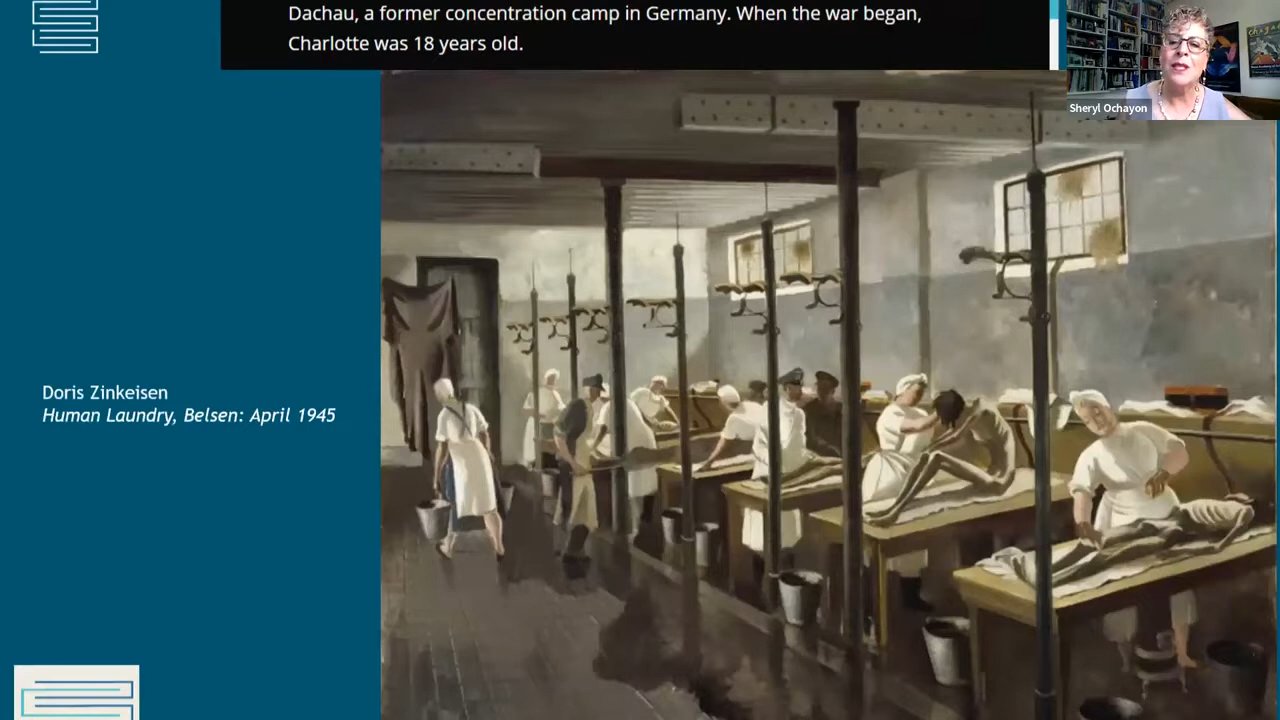 Dachau, a former concentration camp in Germany. When the war began,
Charlotte was 18 years old.
Sheryl Ochayon
Doris Zinkeisen
Human Laundry, Belsen: April 1945